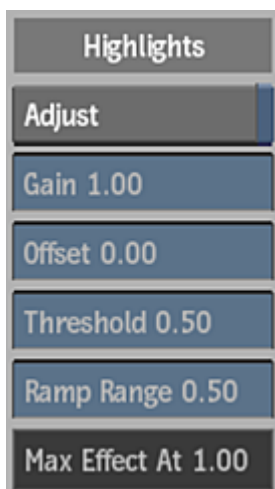 Highlights
Adjust
Gain 1.00
Offset 0.00
Threshold 0.50
Ramp Range 0.50
Max Effect At 1.00